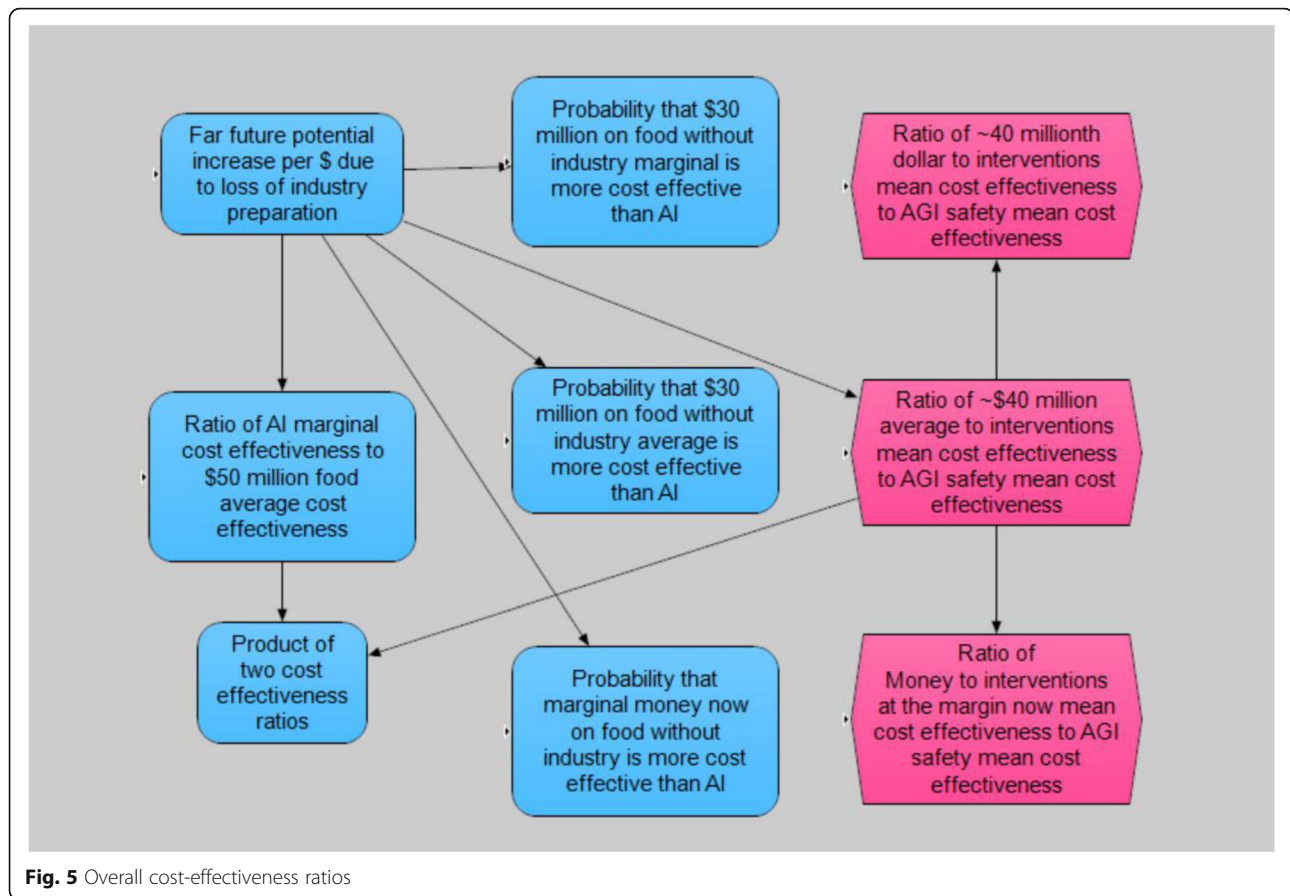 Far future potential
increase per $ due
to loss of industry
preparation
Probability that $30
million on food without
industry marginal is
more cost effective
than AI
Ratio of ~40 millionth
dollar to interventions
mean cost effectiveness
to AGI safety mean cost
effectiveness
Ratio of AI marginal
cost effectiveness to
$50 million food
average cost
effectiveness
Probability that $30
million on food without
industry average is
more cost effective
than AI
Ratio of ~$40 million
average to interventions
mean cost effectiveness
to AGI safety mean cost
effectiveness
Product of
two cost
effectiveness
ratios
Probability that
marginal money now
on food without
industry is more cost
effective than AI
Ratio of
Money to interventions
at the margin now mean
cost effectiveness to AGI
safety mean cost
effectiveness
Fig. 5 Overall cost-effectiveness ratios